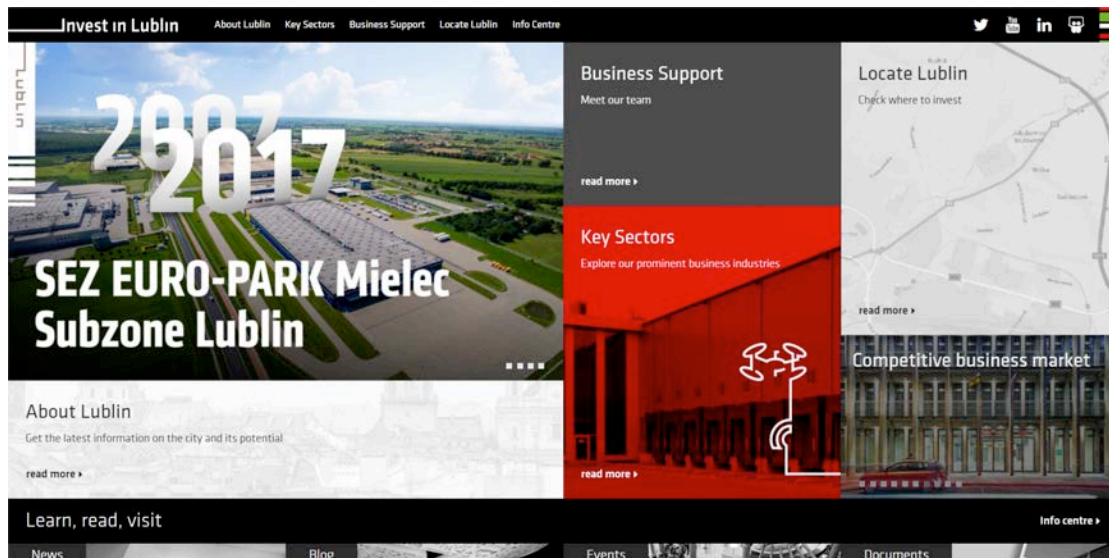 Invest in Lublin
About Lublin
Key Sectors
Business Support
Locate Lublin
Info Centre
You
Tube
in
Lublin
2007
2017
SEZ EURO-PARK Mielec
Subzone Lublin
About Lublin
Get the latest information on the city and its potential
read more
Business Support
Meet our team
read more
Key Sectors
Explore our prominent business industries
read more
Locate Lublin
Check where to invest
read more
Competitive business market
Learn, read, visit
Info centre
News
Blog
Events
Documents